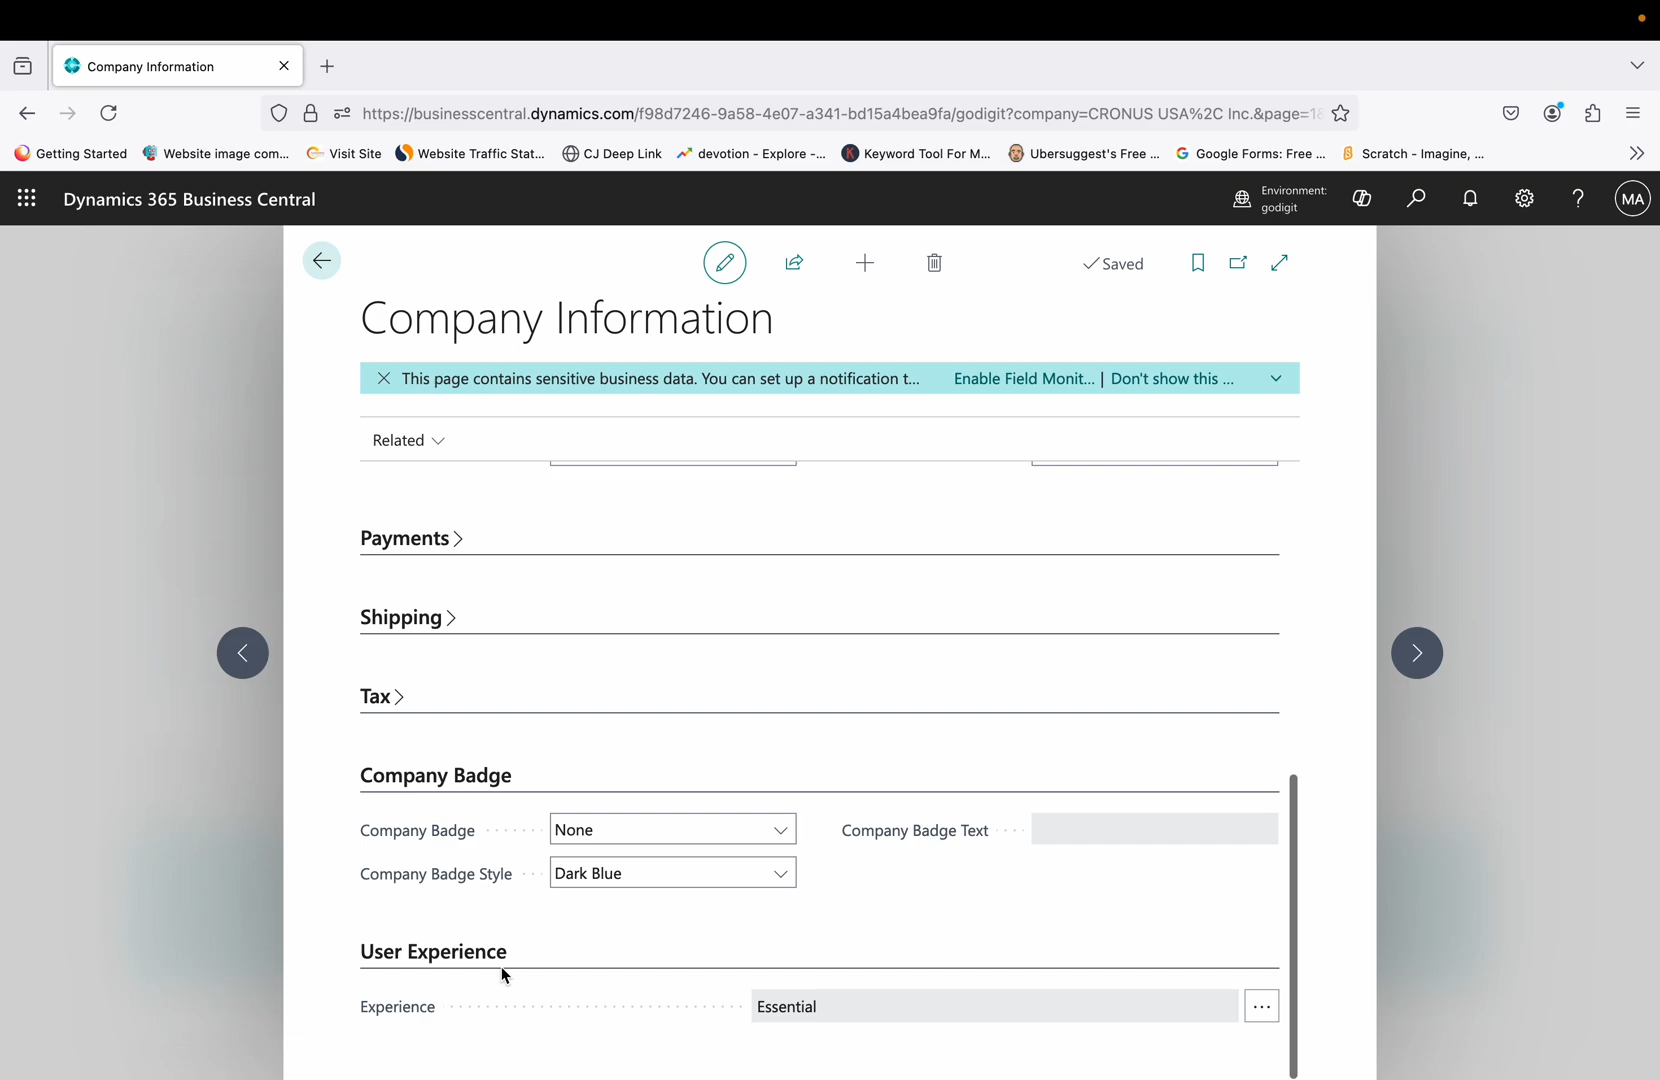 Company Information
https://businesscentral.dynamics.com/f98d7246-9a58-4e07-a341-bd15a4bea9fa/godigit?company=CRONUS USA%2C Inc.&page=18
Getting Started
Website image com...
Visit Site
Website Traffic Stat...
CJ Deep Link
devotion - Explore -...
Keyword Tool For M...
Ubersuggest's Free ...
Google Forms: Free ...
Scratch - Imagine, ...
Dynamics 365 Business Central
Environment:
godigit
MA
Saved
Company Information
This page contains sensitive business data. You can set up a notification t... Enable Field Monit... | Don't show this ...
Related
Payments
Shipping
Tax
Company Badge
Company Badge None Company Badge Text
Company Badge Style Dark Blue
User Experience
Experience Essential